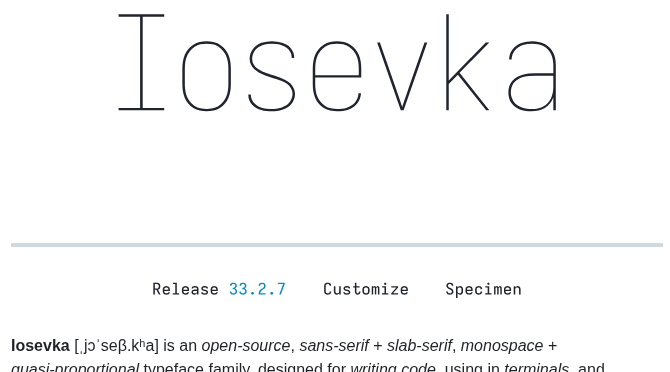 Iosevka
Release 33.2.7 Customize Specimen
Iosevka [ˌjɔˈseβ.kʰa] is an open-source, sans-serif + slab-serif, monospace +
quasi-proportional typeface family, designed for writing code, using in terminals, and